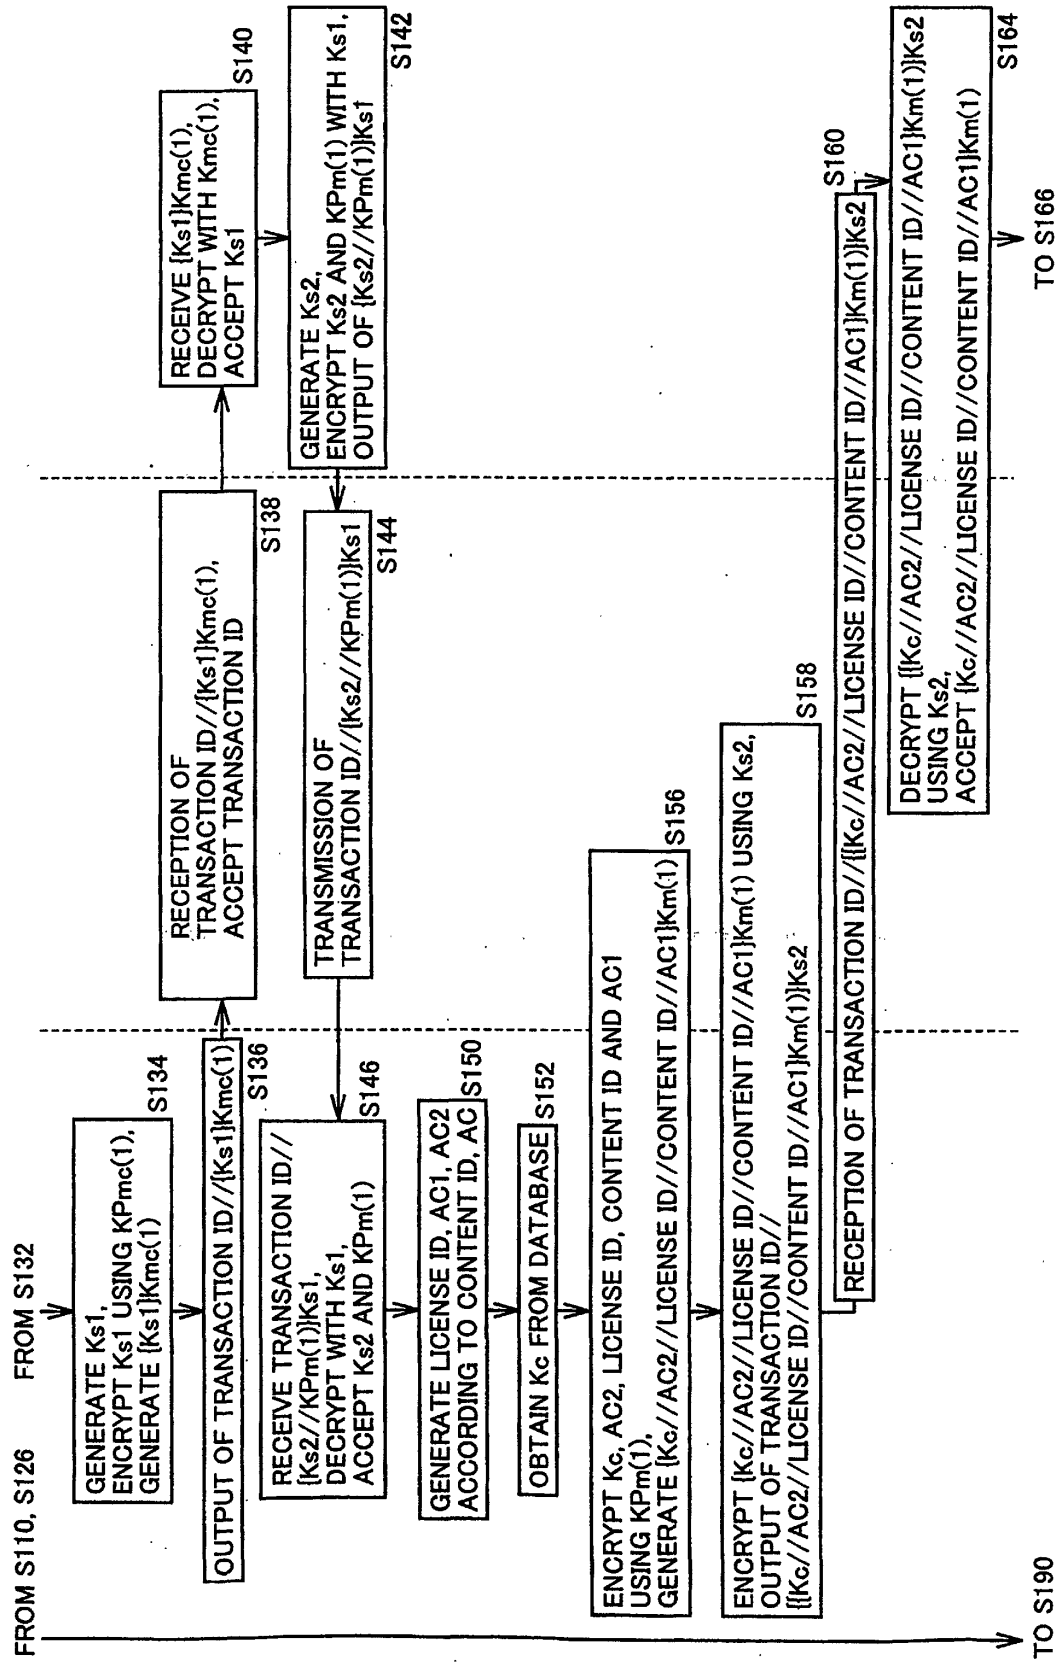 FROM S110, S126
FROM S132
GENERATE Ks1,
ENCRYPT Ks1 USING KPmc(1),
GENERATE {Ks1}Kmc(1)
S134
OUTPUT OF TRANSACTION ID//{Ks1}Kmc(1)
S136
RECEPTION OF
TRANSACTION ID//{Ks1}Kmc(1),
ACCEPT TRANSACTION ID
S138
RECEIVE {Ks1}Kmc(1),
DECRYPT WITH Kmc(1),
ACCEPT Ks1
S140
GENERATE Ks2,
ENCRYPT Ks2 AND KPm(1) WITH Ks1,
OUTPUT OF {Ks2//KPm(1)}Ks1
S142
TRANSMISSION OF
TRANSACTION ID//{Ks2//KPm(1)}Ks1
S144
RECEIVE TRANSACTION ID//
{Ks2//KPm(1)}Ks1,
DECRYPT WITH Ks1,
ACCEPT Ks2 AND KPm(1)
S146
GENERATE LICENSE ID, AC1, AC2
ACCORDING TO CONTENT ID, AC
S150
OBTAIN Kc FROM DATABASE
S152
ENCRYPT Kc, AC2, LICENSE ID, CONTENT ID AND AC1
USING KPm(1),
GENERATE {Kc//AC2//LICENSE ID//CONTENT ID//AC1}Km(1)
S156
ENCRYPT {Kc//AC2//LICENSE ID//CONTENT ID//AC1}Km(1) USING Ks2,
OUTPUT OF TRANSACTION ID//
{{Kc//AC2//LICENSE ID//CONTENT ID//AC1}Km(1)}Ks2
S158
RECEPTION OF TRANSACTION ID//{{Kc//AC2//LICENSE ID//CONTENT ID//AC1}Km(1)}Ks2
S160
DECRYPT {{Kc//AC2//LICENSE ID//CONTENT ID//AC1}Km(1)}Ks2
USING Ks2,
ACCEPT {Kc//AC2//LICENSE ID//CONTENT ID//AC1}Km(1)
S164
TO S190
TO S166